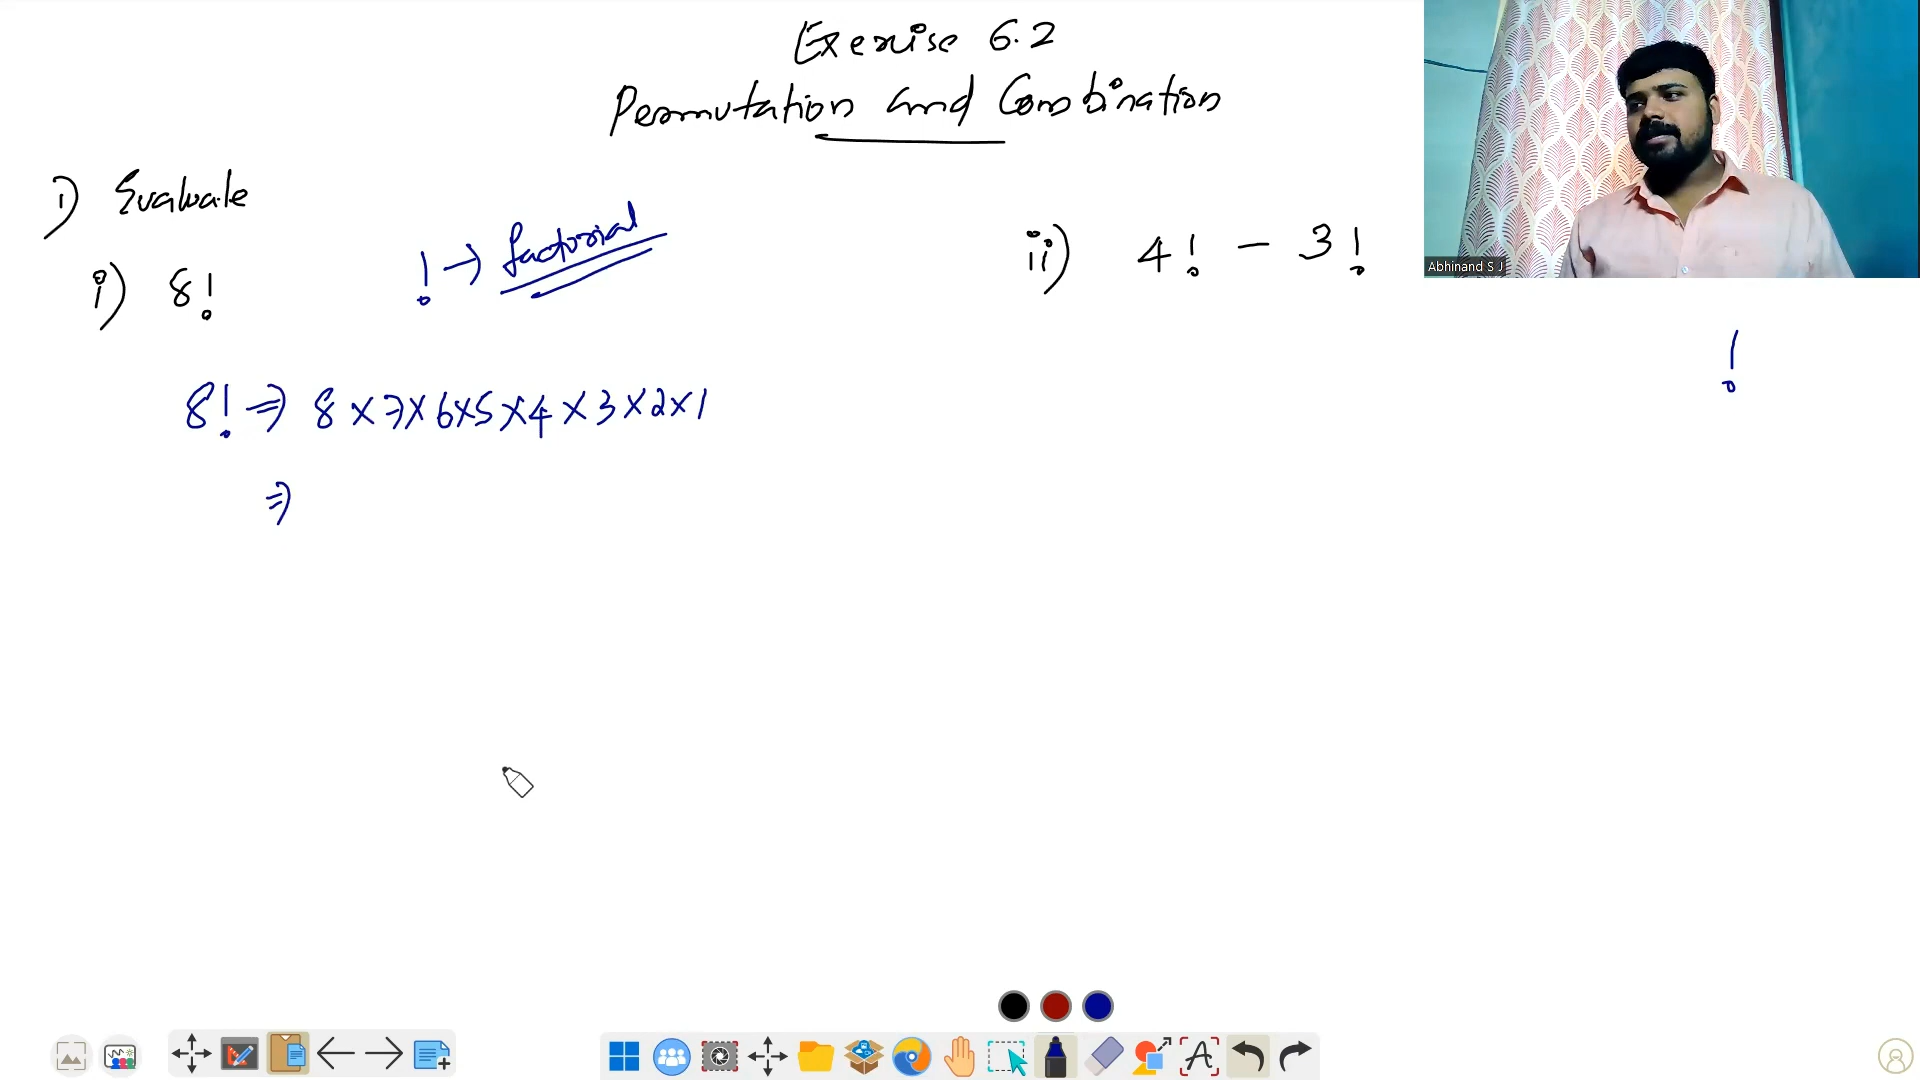 Exercise 6.2
Permutation and Combination
1) Evaluate
i) 8!
! → factorial
8! ⇒ 8 × 7 × 6 × 5 × 4 × 3 × 2 × 1
⇒
ii) 4! - 3!
!
Abhinand S J